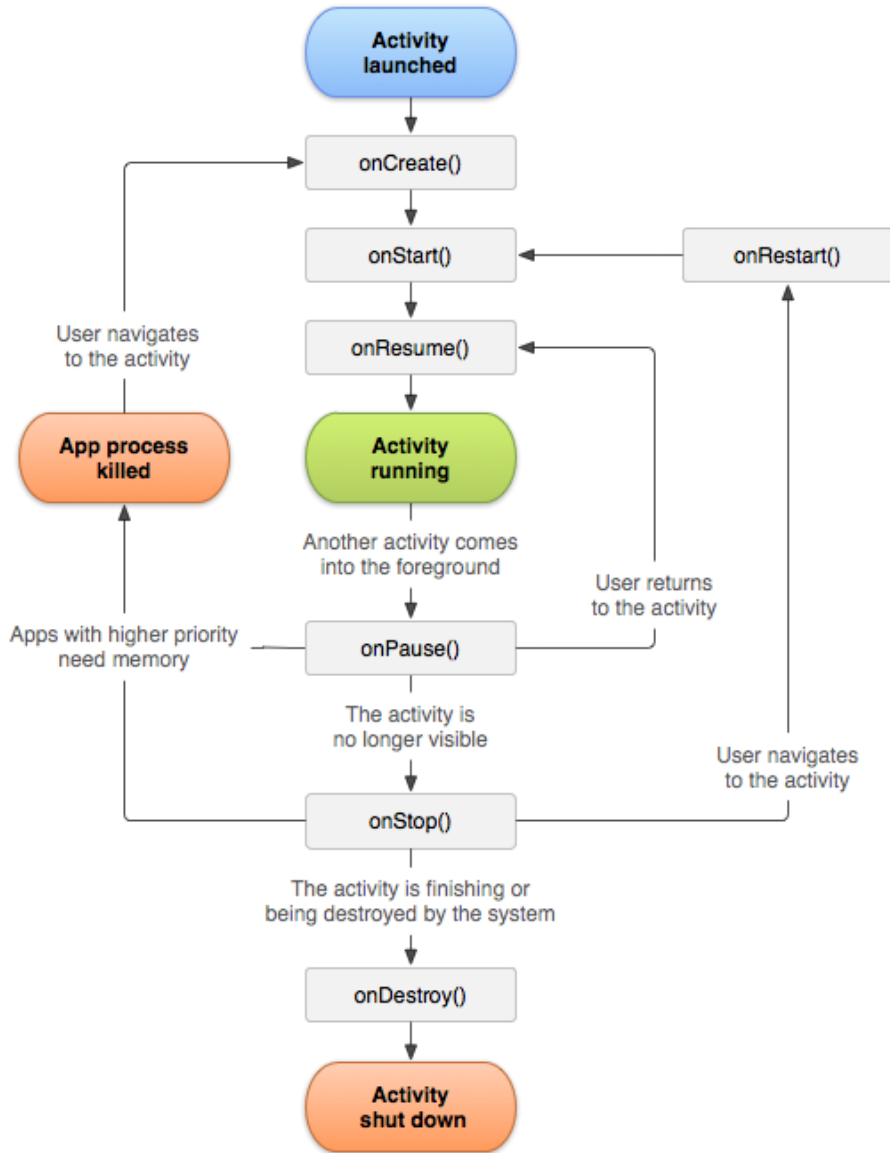 Activity
launched
onCreate()
onStart()
onRestart()
User navigates
to the activity
onResume()
App process
killed
Activity
running
Another activity comes
into the foreground
User returns
to the activity
Apps with higher priority
need memory
onPause()
The activity is
no longer visible
User navigates
to the activity
onStop()
The activity is finishing or
being destroyed by the system
onDestroy()
Activity
shut down